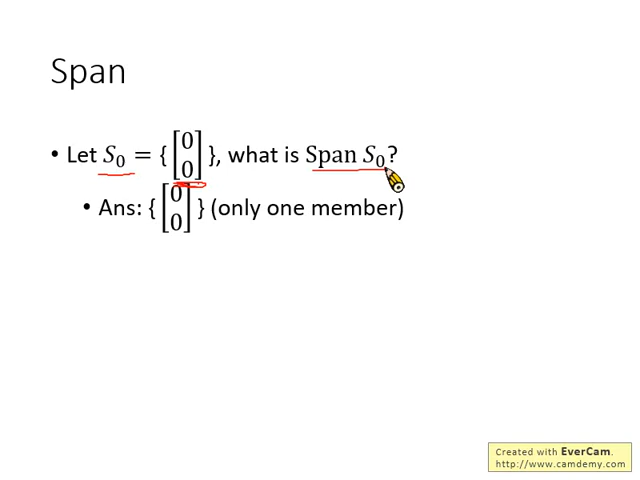 Span
• Let S₀ = { [0 0] }, what is Span S₀?
• Ans: { [0 0] } (only one member)
Created with EverCam.
http://www.camdemy.com